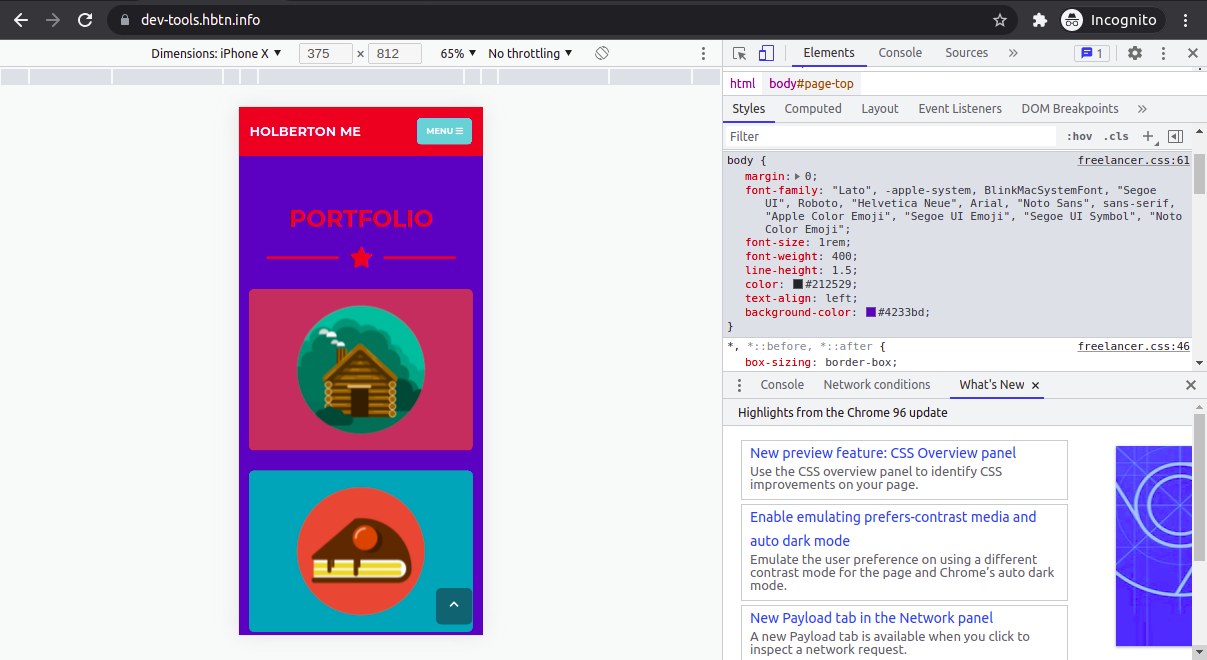 dev-tools.hbtn.info
Incognito
Dimensions: iPhone X ▼ 375 × 812 65% ▼ No throttling ▼
Elements Console Sources » 1
html body#page-top
Styles Computed Layout Event Listeners DOM Breakpoints »
Filter :hov .cls
HOLBERTON ME
MENU
PORTFOLIO
body { freelancer.css:61
margin: 0;
font-family: "Lato", -apple-system, BlinkMacSystemFont, "Segoe
UI", Roboto, "Helvetica Neue", Arial, "Noto Sans", sans-serif,
"Apple Color Emoji", "Segoe UI Emoji", "Segoe UI Symbol", "Noto
Color Emoji";
font-size: 1rem;
font-weight: 400;
line-height: 1.5;
color: #212529;
text-align: left;
background-color: #4233bd;
}
*, *::before, *::after { freelancer.css:46
box-sizing: border-box;
Console Network conditions What's New ×
Highlights from the Chrome 96 update
New preview feature: CSS Overview panel
Use the CSS overview panel to identify CSS
improvements on your page.
Enable emulating prefers-contrast media and
auto dark mode
Emulate the user preference on using a different
contrast mode for the page and Chrome’s auto dark
mode.
New Payload tab in the Network panel
A new Payload tab is available when you click to
inspect a network request.